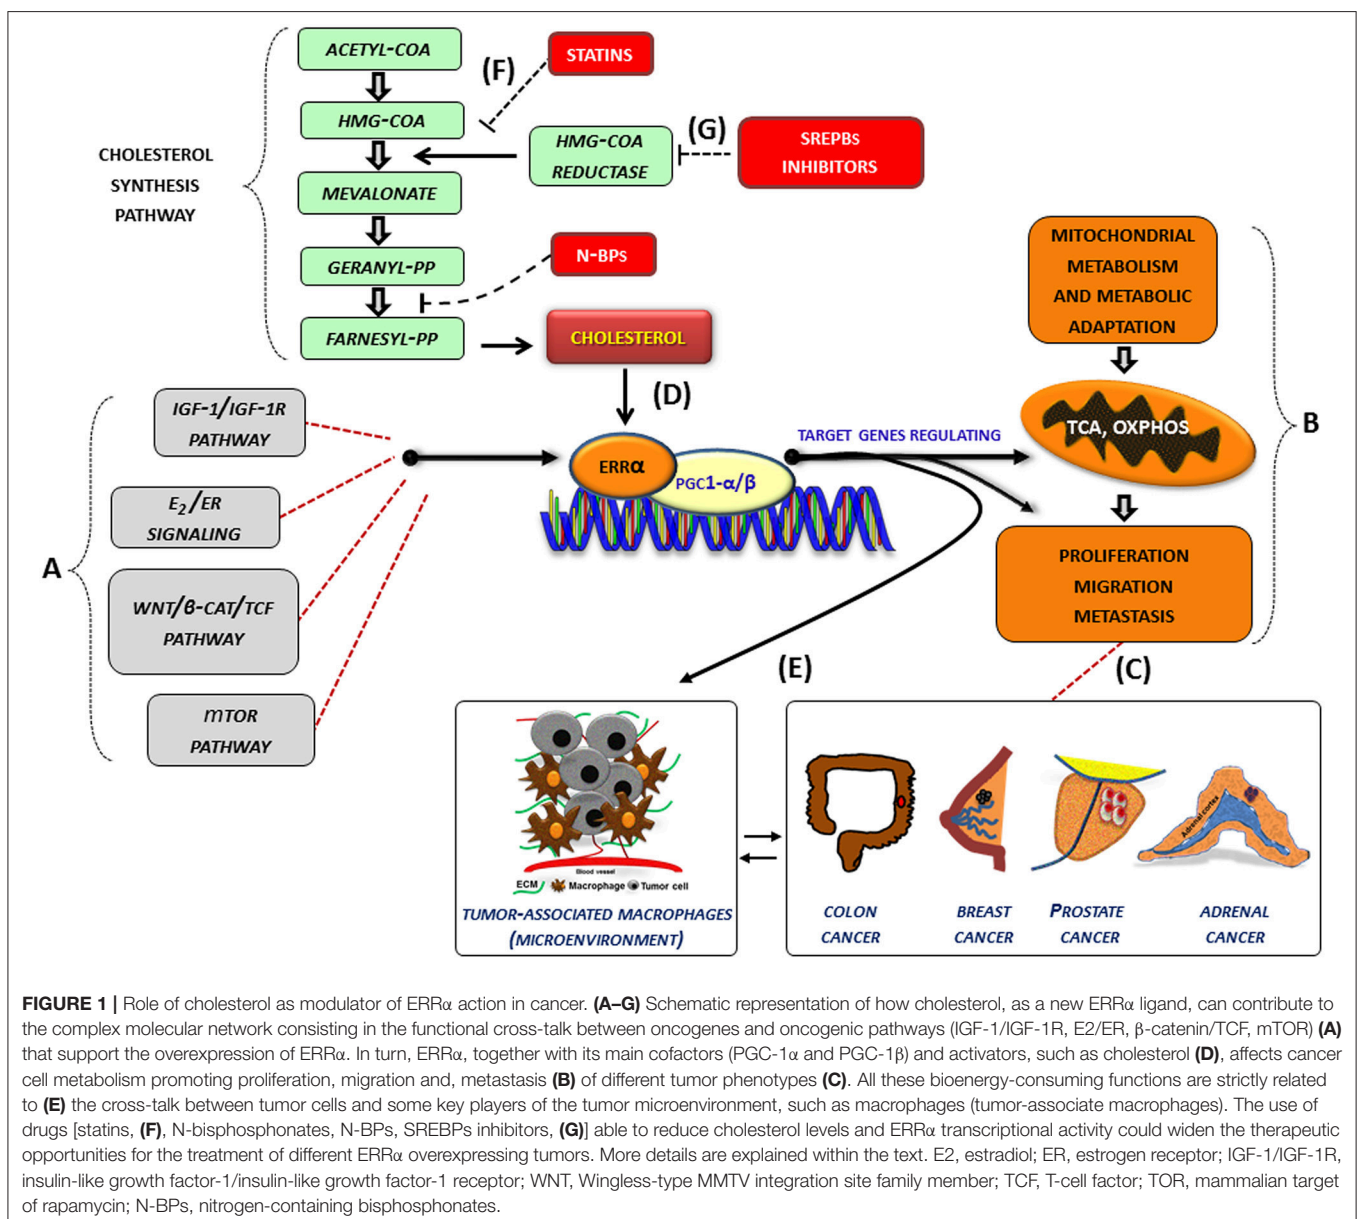 ACETYL-COA
STATINS
(F)
HMG-COA
HMG-COA
REDUCTASE
(G)
SREPBS
INHIBITORS
CHOLESTEROL
SYNTHESIS
PATHWAY
MEVALONATE
GERANYL-PP
N-BPS
FARNESYL-PP
CHOLESTEROL
(D)
MITOCHONDRIAL
METABOLISM
AND METABOLIC
ADAPTATION
A
IGF-1/IGF-1R
PATHWAY
E2/ER
SIGNALING
WNT/β-CAT/TCF
PATHWAY
mTOR
PATHWAY
ERRα
PGC1-α/β
TARGET GENES REGULATING
TCA, OXPHOS
B
PROLIFERATION
MIGRATION
METASTASIS
(E)
(C)
Blood vessel
ECM Macrophage Tumor cell
TUMOR-ASSOCIATED MACROPHAGES
(MICROENVIRONMENT)
Adrenal cortex
COLON
CANCER
BREAST
CANCER
PROSTATE
CANCER
ADRENAL
CANCER
FIGURE 1 | Role of cholesterol as modulator of ERRα action in cancer. (A–G) Schematic representation of how cholesterol, as a new ERRα ligand, can contribute to
the complex molecular network consisting in the functional cross-talk between oncogenes and oncogenic pathways (IGF-1/IGF-1R, E2/ER, β-catenin/TCF, mTOR) (A)
that support the overexpression of ERRα. In turn, ERRα, together with its main cofactors (PGC-1α and PGC-1β) and activators, such as cholesterol (D), affects cancer
cell metabolism promoting proliferation, migration and, metastasis (B) of different tumor phenotypes (C). All these bioenergy-consuming functions are strictly related
to (E) the cross-talk between tumor cells and some key players of the tumor microenvironment, such as macrophages (tumor-associate macrophages). The use of
drugs [statins, (F), N-bisphosphonates, N-BPs, SREBPs inhibitors, (G)] able to reduce cholesterol levels and ERRα transcriptional activity could widen the therapeutic
opportunities for the treatment of different ERRα overexpressing tumors. More details are explained within the text. E2, estradiol; ER, estrogen receptor; IGF-1/IGF-1R,
insulin-like growth factor-1/insulin-like growth factor-1 receptor; WNT, Wingless-type MMTV integration site family member; TCF, T-cell factor; TOR, mammalian target
of rapamycin; N-BPs, nitrogen-containing bisphosphonates.